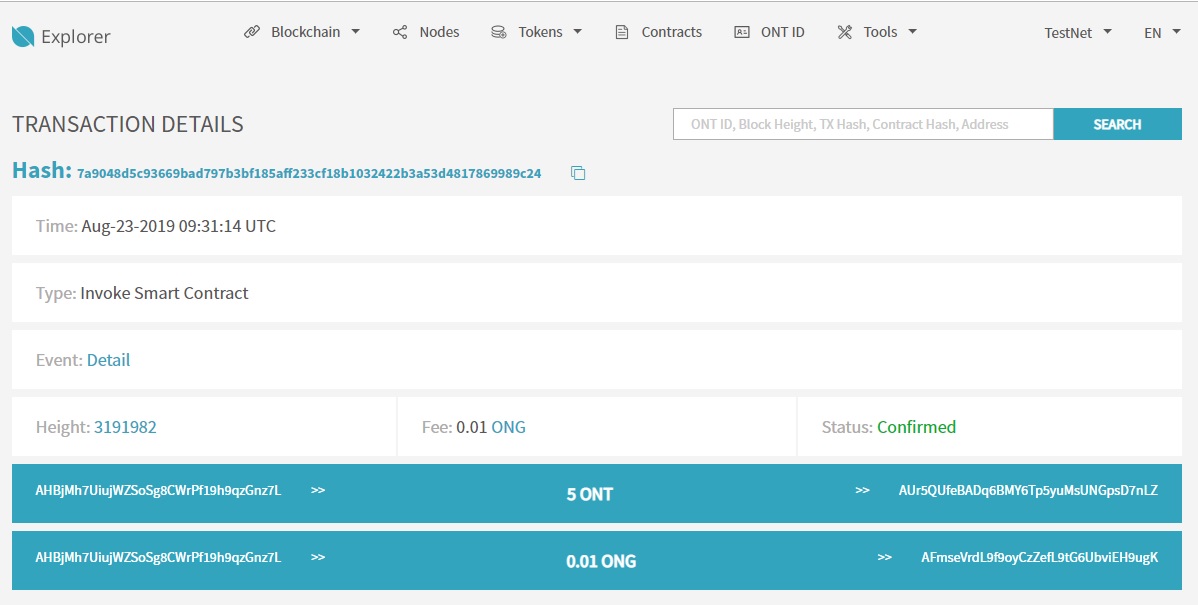 Explorer
Blockchain Nodes Tokens Contracts ONT ID Tools TestNet EN
TRANSACTION DETAILS
ONT ID, Block Height, TX Hash, Contract Hash, Address SEARCH
Hash: 7a9048d5c93669bad797b3bf185aff233cf18b1032422b3a53d4817869989c24
Time: Aug-23-2019 09:31:14 UTC
Type: Invoke Smart Contract
Event: Detail
Height: 3191982 Fee: 0.01 ONG Status: Confirmed
AHBjMh7UiujWZSoSg8CWrPf19h9qzGnz7L >> 5 ONT >> AUr5QUfeBADq6BMY6Tp5yuMsUNGpsD7nLZ
AHBjMh7UiujWZSoSg8CWrPf19h9qzGnz7L >> 0.01 ONG >> AFmseVrdL9f9oyCzZefL9tG6UbviEH9ugK